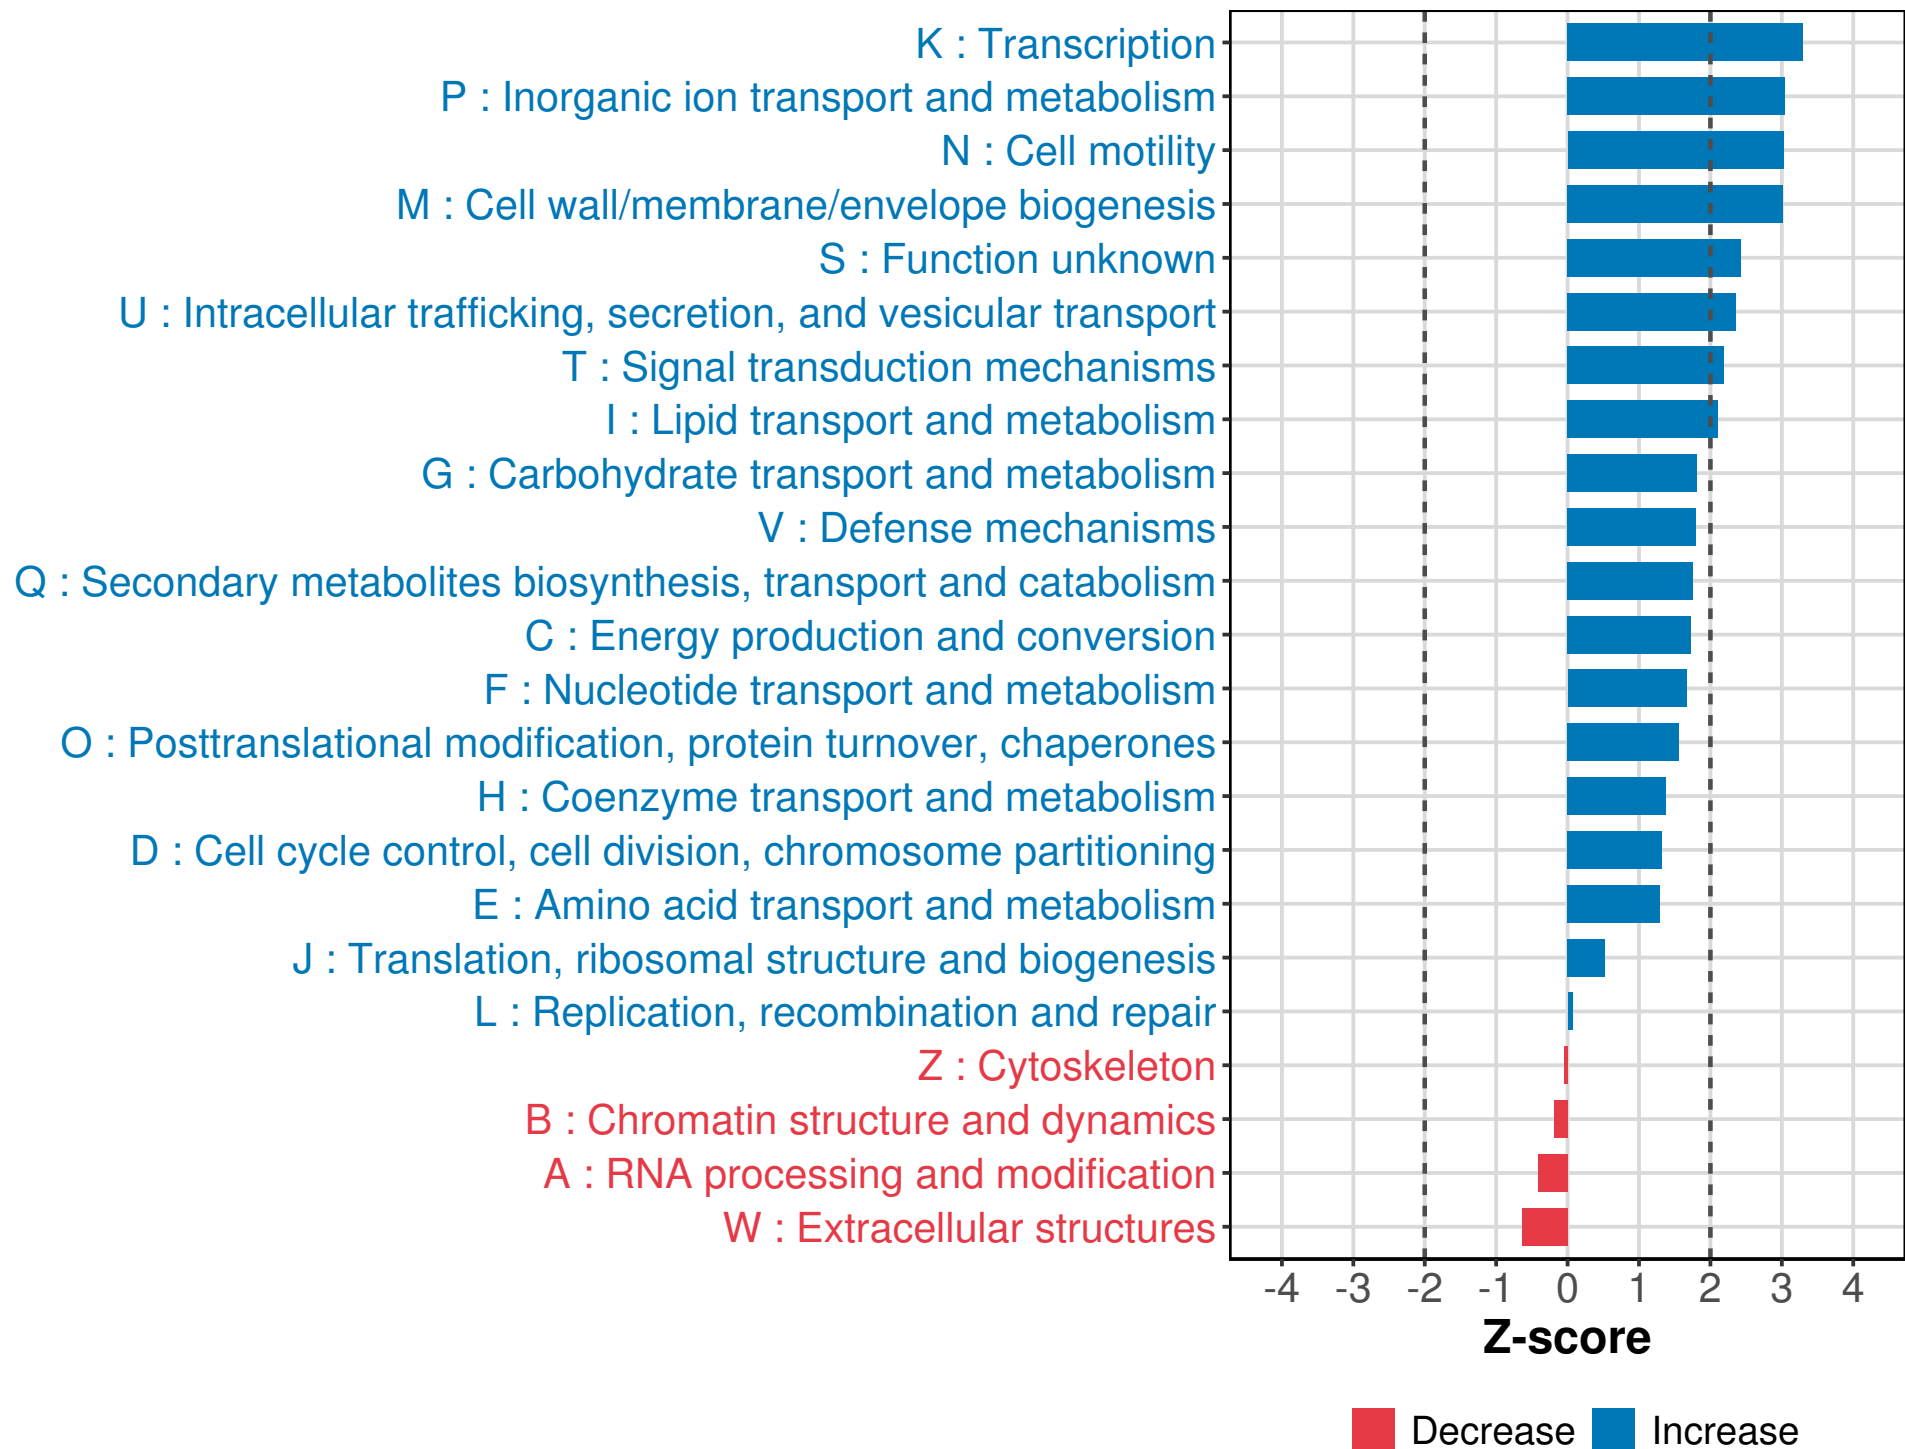 K : Transcription
P : Inorganic ion transport and metabolism
N : Cell motility
M : Cell wall/membrane/envelope biogenesis
S : Function unknown
U : Intracellular trafficking, secretion, and vesicular transport
T : Signal transduction mechanisms
I : Lipid transport and metabolism
G : Carbohydrate transport and metabolism
V : Defense mechanisms
Q : Secondary metabolites biosynthesis, transport and catabolism
C : Energy production and conversion
F : Nucleotide transport and metabolism
O : Posttranslational modification, protein turnover, chaperones
H : Coenzyme transport and metabolism
D : Cell cycle control, cell division, chromosome partitioning
E : Amino acid transport and metabolism
J : Translation, ribosomal structure and biogenesis
L : Replication, recombination and repair
Z : Cytoskeleton
B : Chromatin structure and dynamics
A : RNA processing and modification
W : Extracellular structures
-4 -3 -2 -1 0 1 2 3 4
Z-score
Decrease Increase